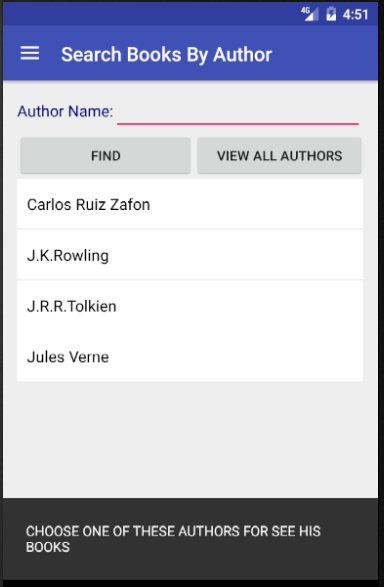 4G 4:51
Search Books By Author
Author Name:
FIND VIEW ALL AUTHORS
Carlos Ruiz Zafon
J.K.Rowling
J.R.R.Tolkien
Jules Verne
CHOOSE ONE OF THESE AUTHORS FOR SEE HIS
BOOKS